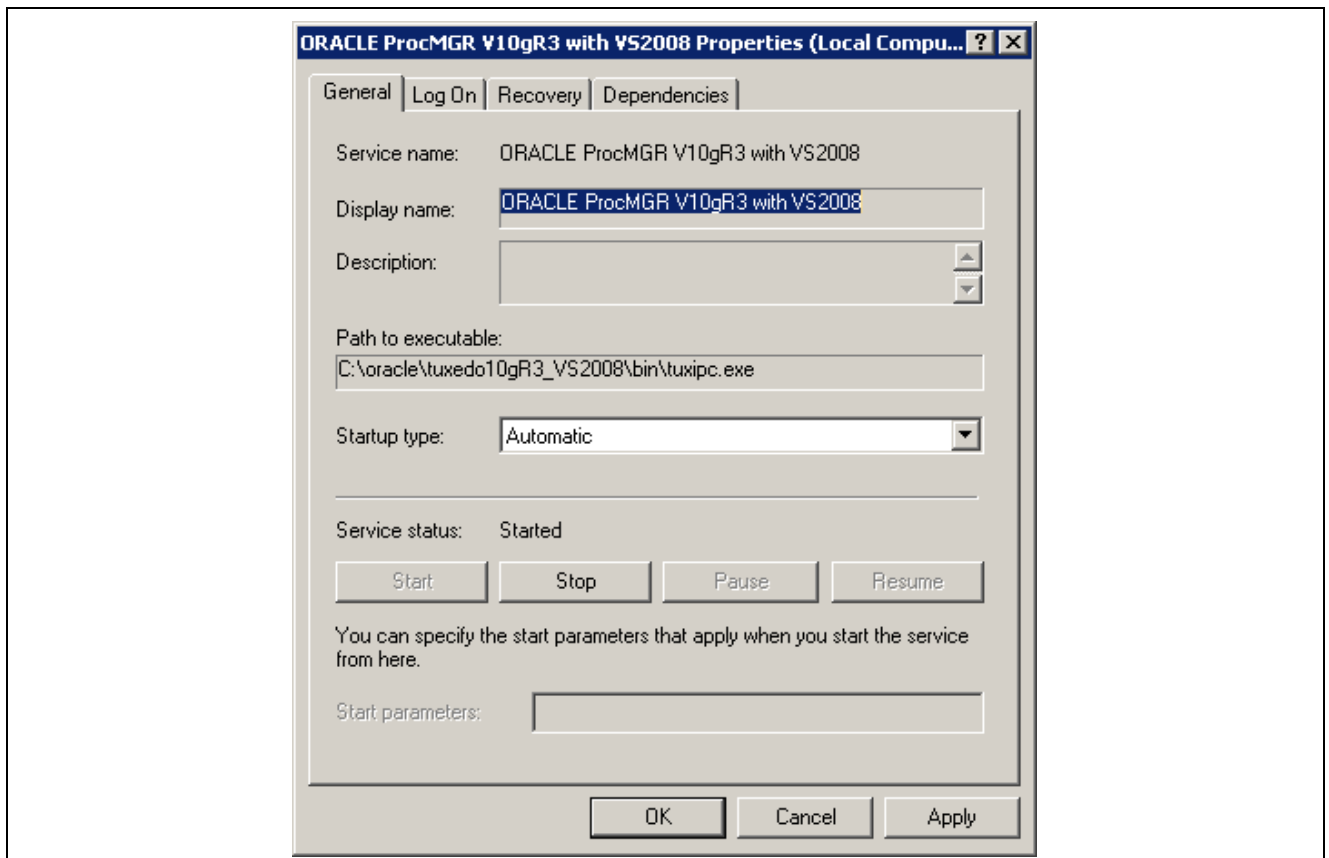 ORACLE ProcMGR V10gR3 with VS2008 Properties (Local Compu...
General Log On Recovery Dependencies
Service name: ORACLE ProcMGR V10gR3 with VS2008
Display name: ORACLE ProcMGR V10gR3 with VS2008
Description:
Path to executable:
C:\oracle\tuxedo10gR3_VS2008\bin\tuxipc.exe
Startup type: Automatic
Service status: Started
Start Stop Pause Resume
You can specify the start parameters that apply when you start the service
from here.
Start parameters:
OK Cancel Apply